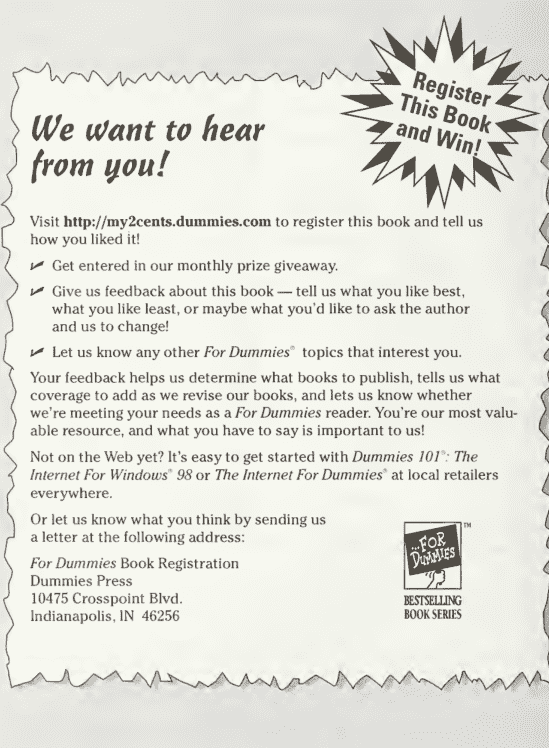 Register
This Book
and Win!
We want to hear
from you!
Visit http://my2cents.dummies.com to register this book and tell us
how you liked it!
✓ Get entered in our monthly prize giveaway.
✓ Give us feedback about this book — tell us what you like best,
what you like least, or maybe what you'd like to ask the author
and us to change!
✓ Let us know any other For Dummies® topics that interest you.
Your feedback helps us determine what books to publish, tells us what
coverage to add as we revise our books, and lets us know whether
we're meeting your needs as a For Dummies reader. You're our most valu-
able resource, and what you have to say is important to us!
Not on the Web yet? It's easy to get started with Dummies 101®: The
Internet For Windows® 98 or The Internet For Dummies® at local retailers
everywhere.
Or let us know what you think by sending us
a letter at the following address:
For Dummies Book Registration
Dummies Press
10475 Crosspoint Blvd.
Indianapolis, IN 46256
...FOR
DUMMIES
™
BESTSELLING
BOOK SERIES